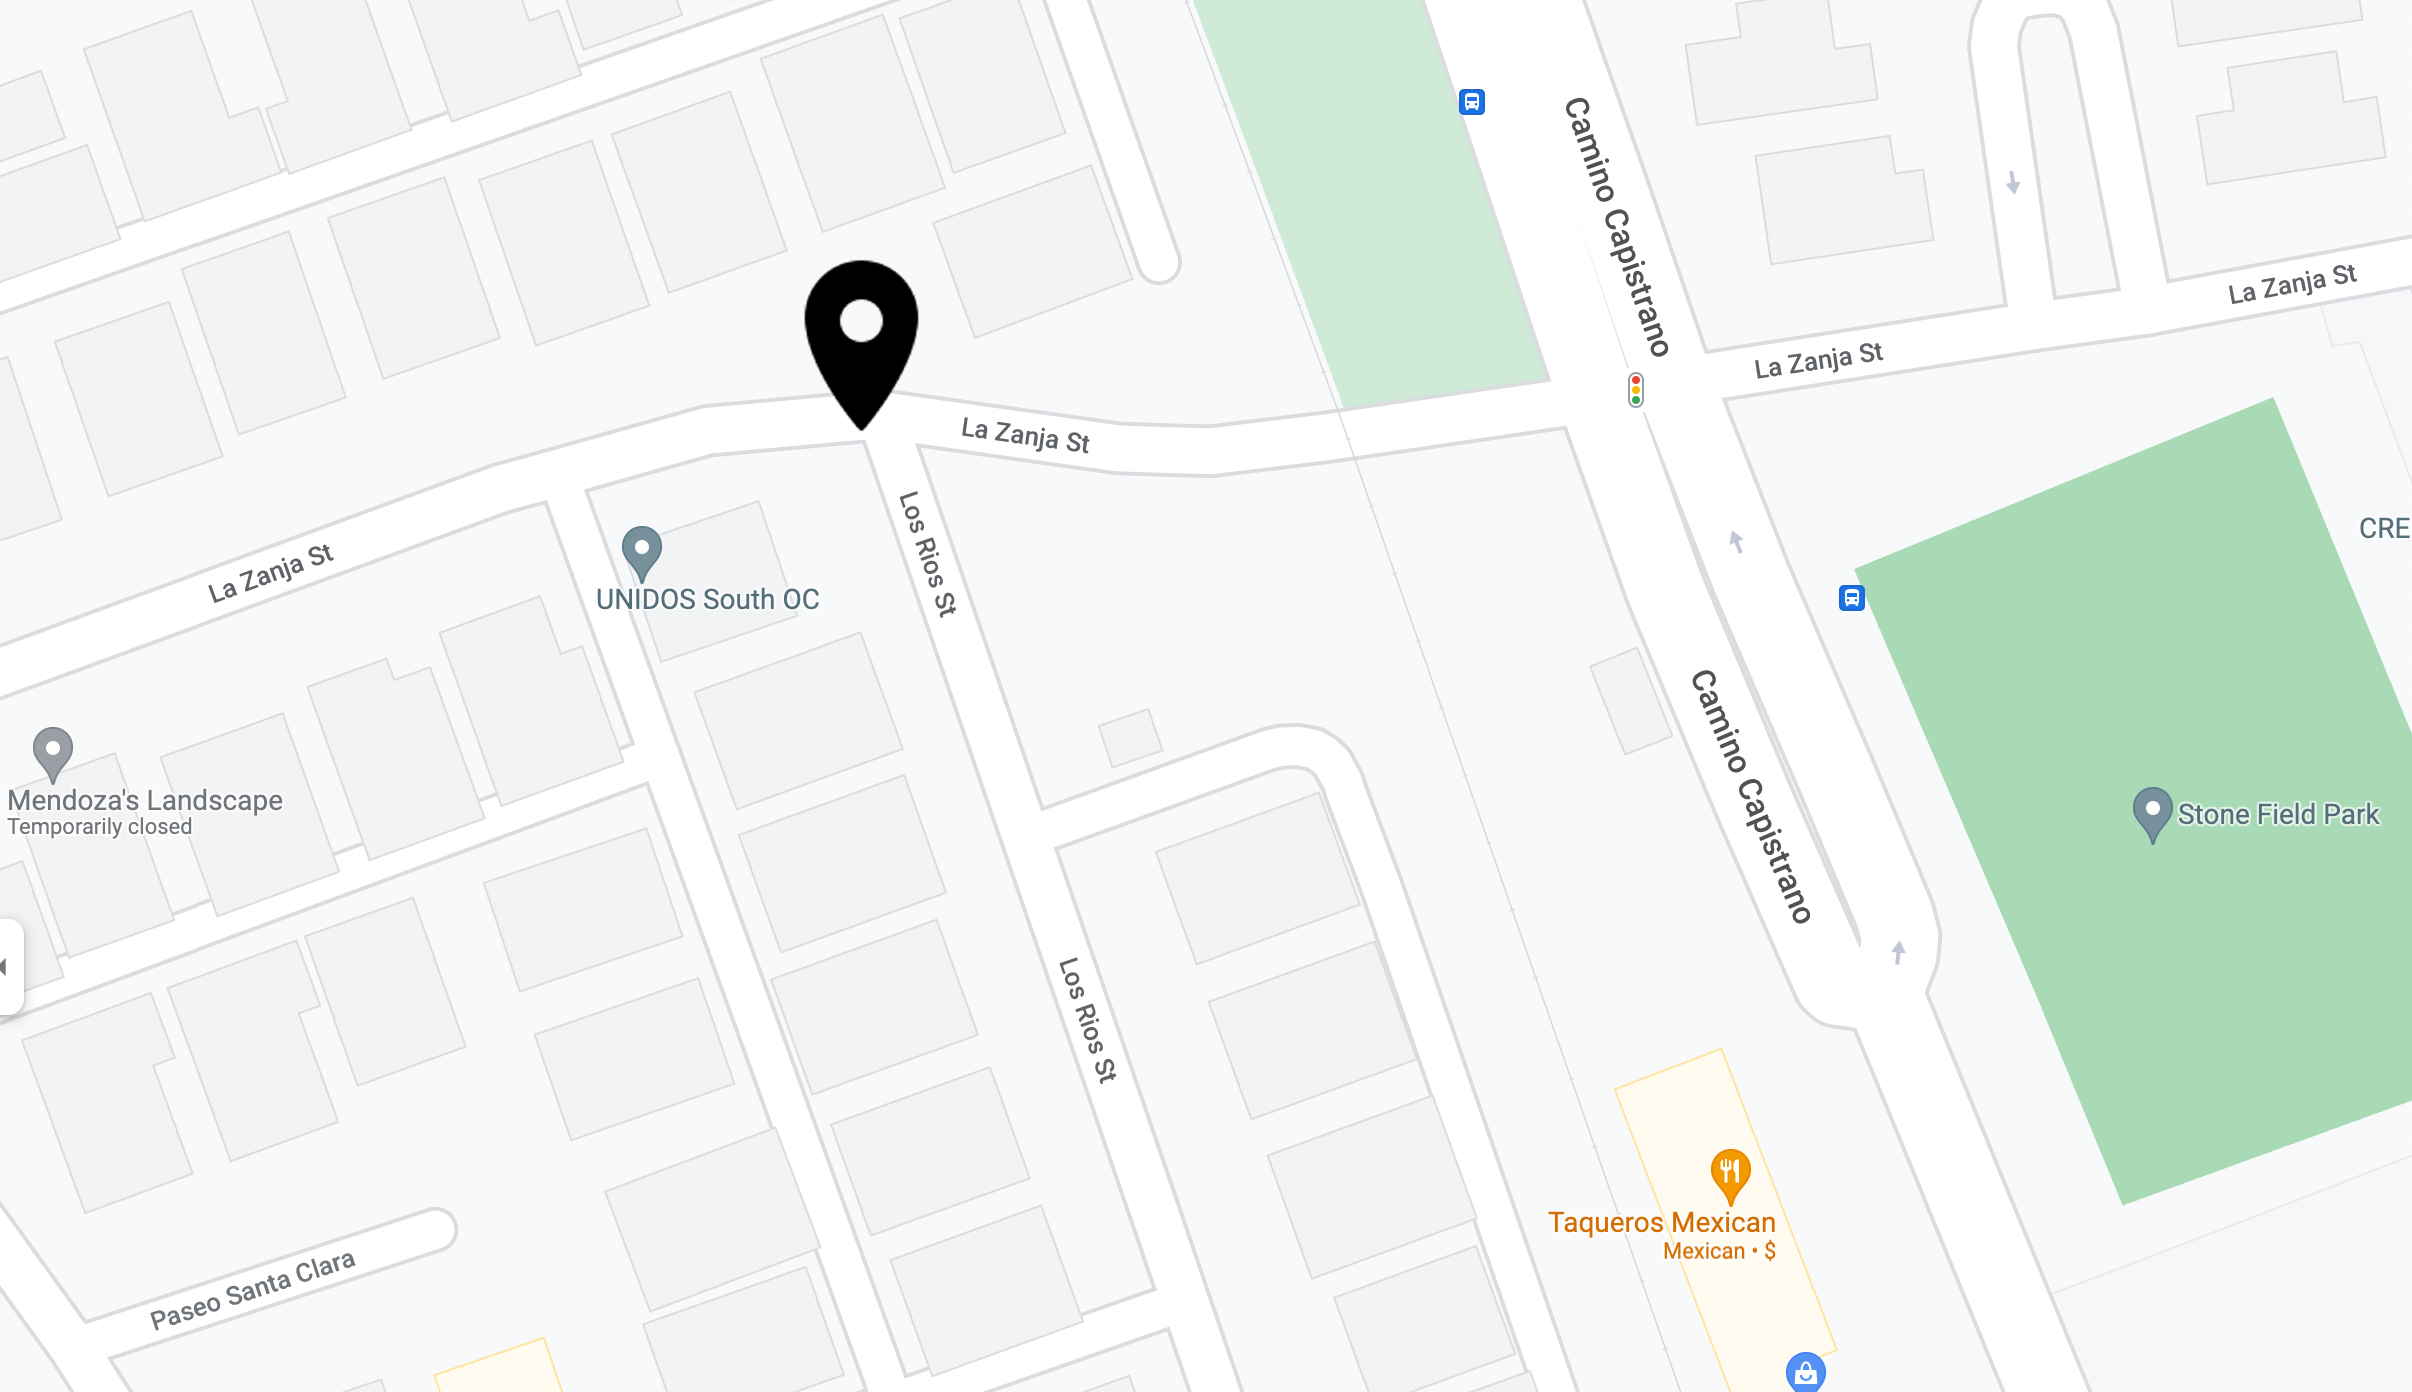 Camino Capistrano
La Zanja St
La Zanja St
La Zanja St
Los Rios St
La Zanja St
CRE
UNIDOS South OC
Camino Capistrano
Mendoza's Landscape
Temporarily closed
Stone Field Park
Los Rios St
Taqueros Mexican
Mexican • $
Paseo Santa Clara